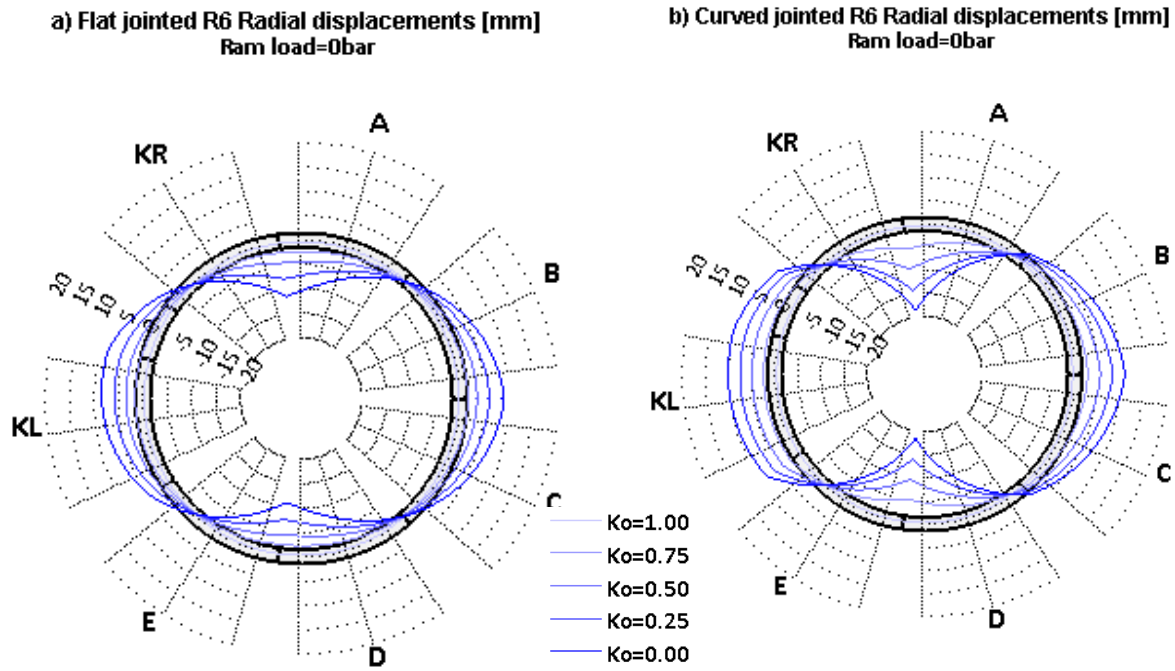 a) Flat jointed R6 Radial displacements [mm]
Ram load=0bar
b) Curved jointed R6 Radial displacements [mm]
Ram load=0bar
A
KR
B
20
15
10
5
0
5
10
15
20
KL
C
E
D
A
KR
B
20
15
10
5
0
5
10
15
20
KL
C
E
D
Ko=1.00
Ko=0.75
Ko=0.50
Ko=0.25
Ko=0.00